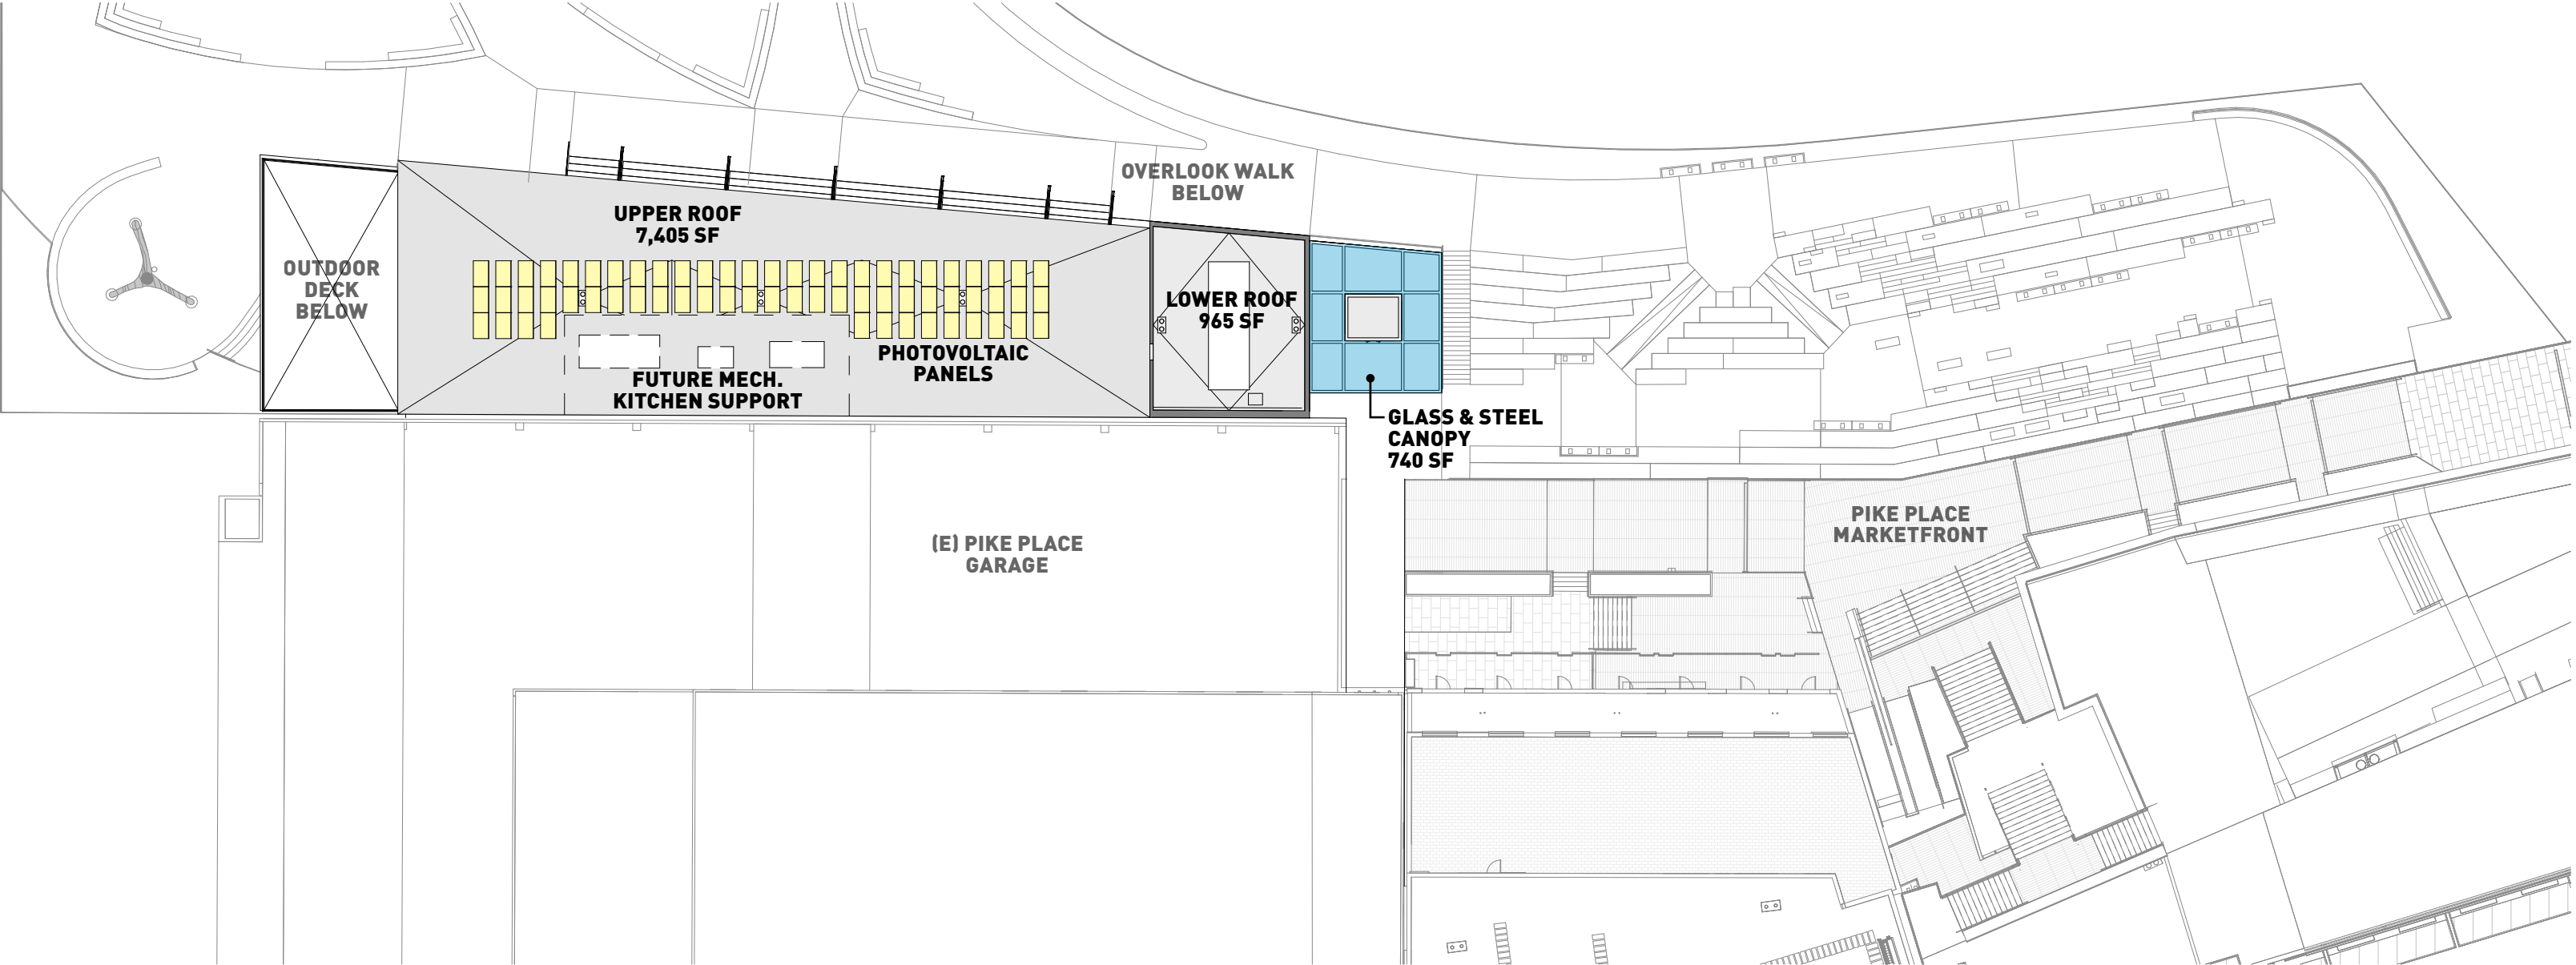 OVERLOOK WALK
BELOW
UPPER ROOF
7,405 SF
OUTDOOR
DECK
BELOW
LOWER ROOF
965 SF
PHOTOVOLTAIC
PANELS
FUTURE MECH.
KITCHEN SUPPORT
GLASS & STEEL
CANOPY
740 SF
PIKE PLACE
MARKETFRONT
(E) PIKE PLACE
GARAGE